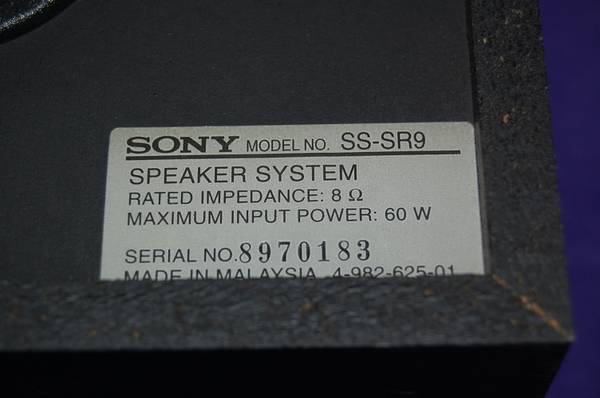 SONY MODEL NO. SS-SR9
SPEAKER SYSTEM
RATED IMPEDANCE: 8 Ω
MAXIMUM INPUT POWER: 60 W
SERIAL NO. 8970183
MADE IN MALAYSIA 4-982-625-01